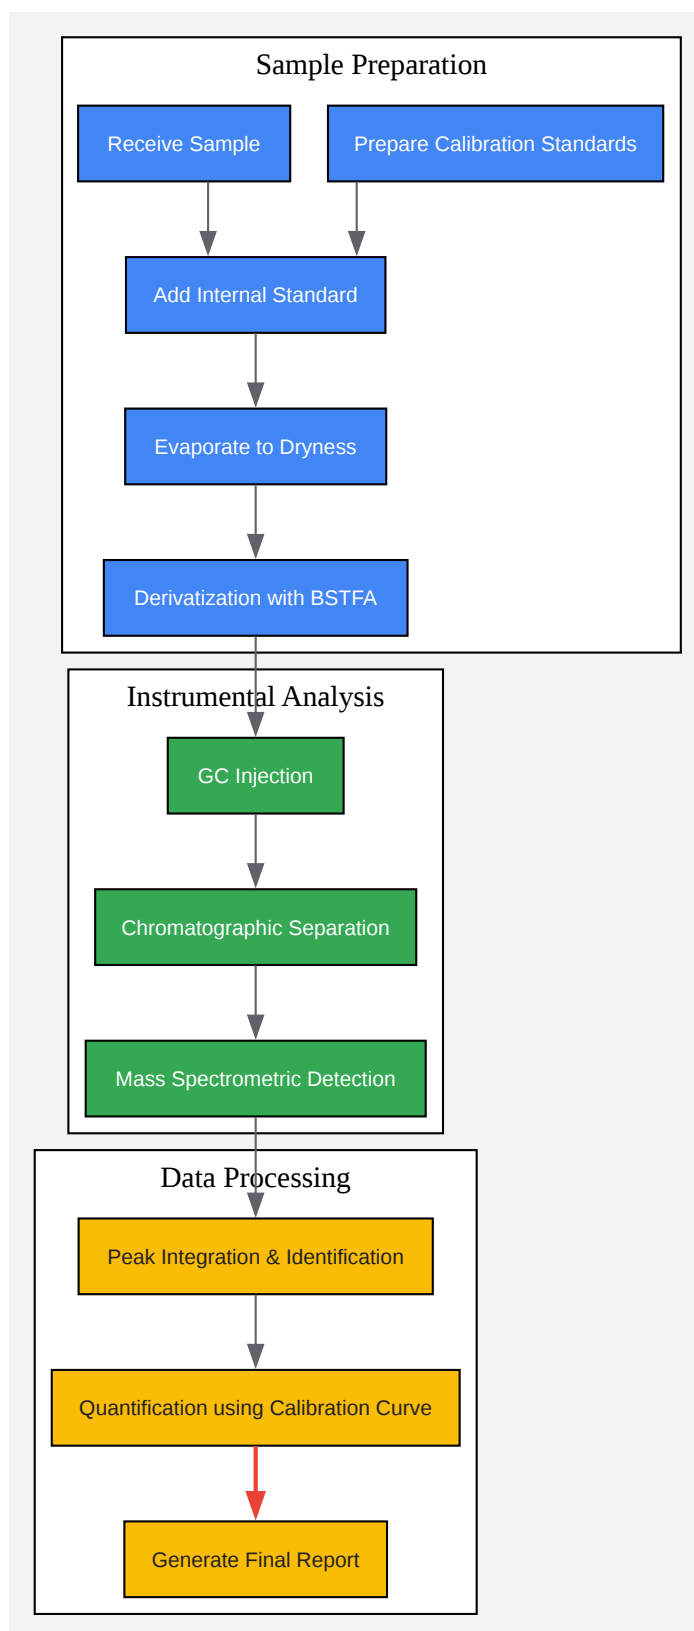 Sample Preparation
Receive Sample
Prepare Calibration Standards
Add Internal Standard
Evaporate to Dryness
Derivatization with BSTFA
Instrumental Analysis
GC Injection
Chromatographic Separation
Mass Spectrometric Detection
Data Processing
Peak Integration & Identification
Quantification using Calibration Curve
Generate Final Report